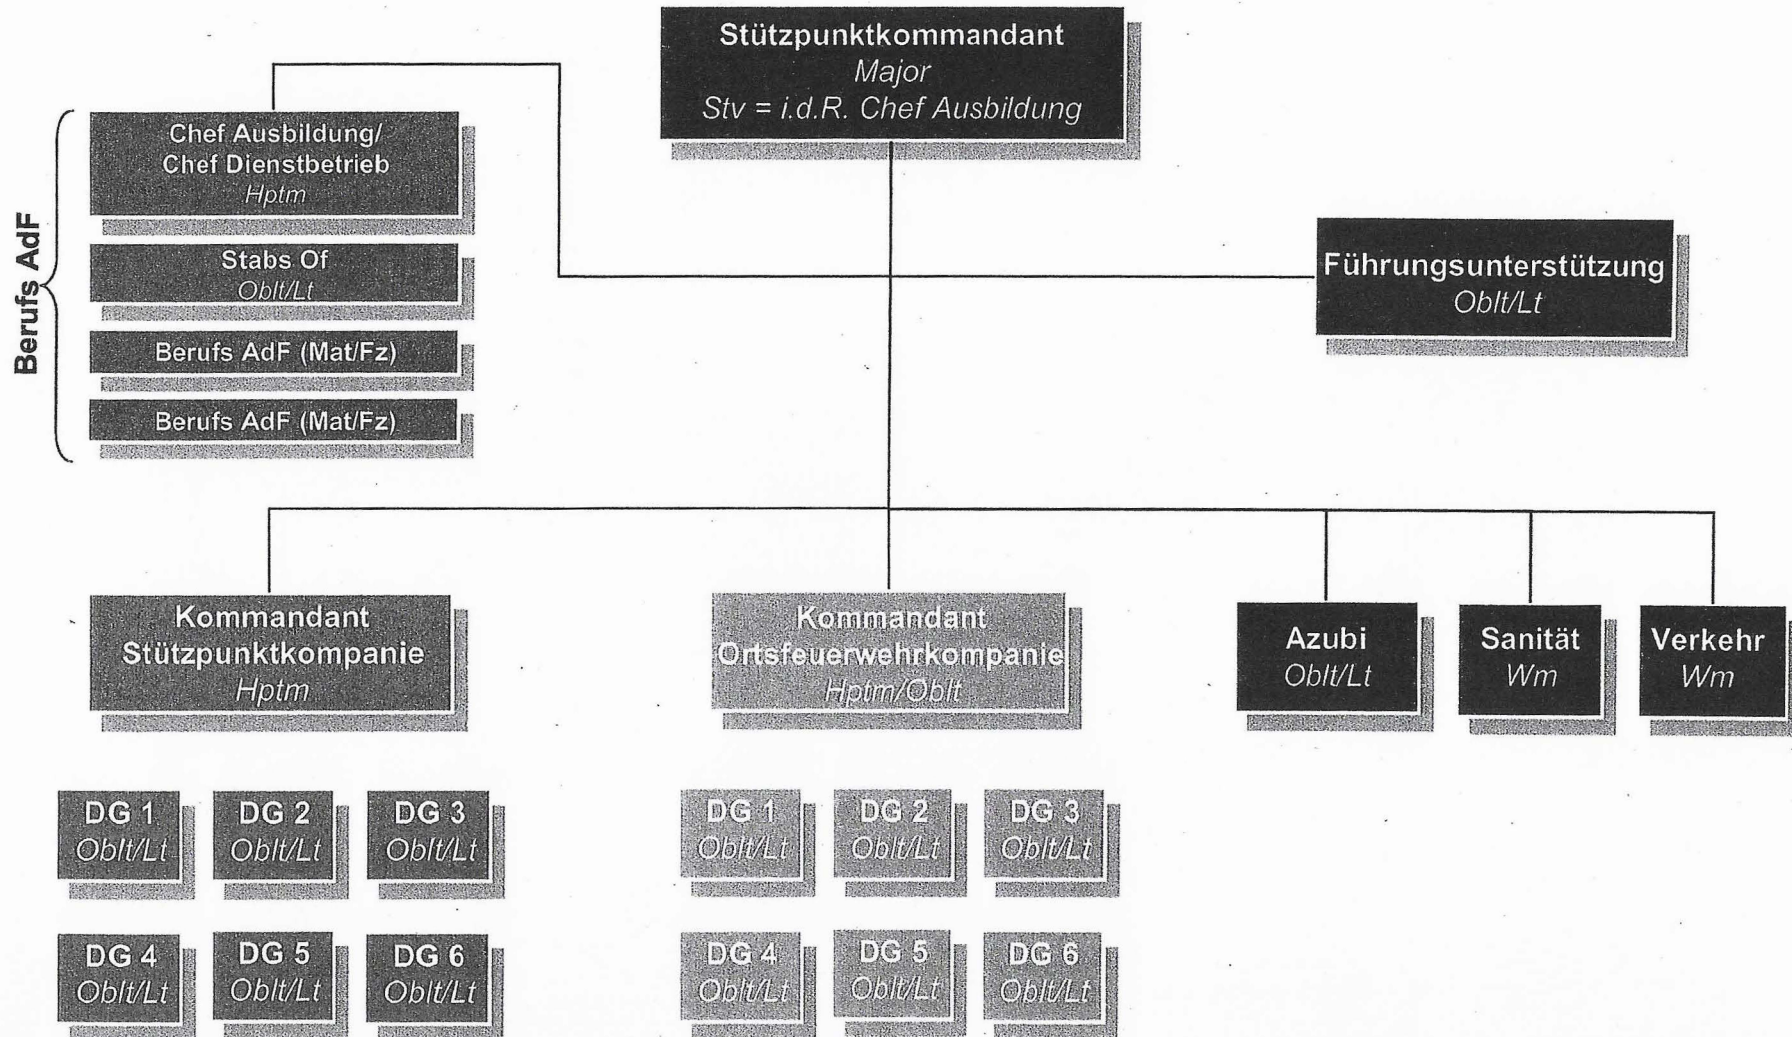 Stützpunktkommandant
Major
Stv = i.d.R. Chef Ausbildung
Berufs AdF
Chef Ausbildung/
Chef Dienstbetrieb
Hptm
Stabs Of
Oblt/Lt
Berufs AdF (Mat/Fz)
Berufs AdF (Mat/Fz)
Führungsunterstützung
Oblt/Lt
Kommandant
Stützpunktkompanie
Hptm
Kommandant
Ortsfeuerwehrkompanie
Hptm/Oblt
Azubi
Oblt/Lt
Sanität
Wm
Verkehr
Wm
DG 1
Oblt/Lt
DG 2
Oblt/Lt
DG 3
Oblt/Lt
DG 4
Oblt/Lt
DG 5
Oblt/Lt
DG 6
Oblt/Lt
DG 1
Oblt/Lt
DG 2
Oblt/Lt
DG 3
Oblt/Lt
DG 4
Oblt/Lt
DG 5
Oblt/Lt
DG 6
Oblt/Lt